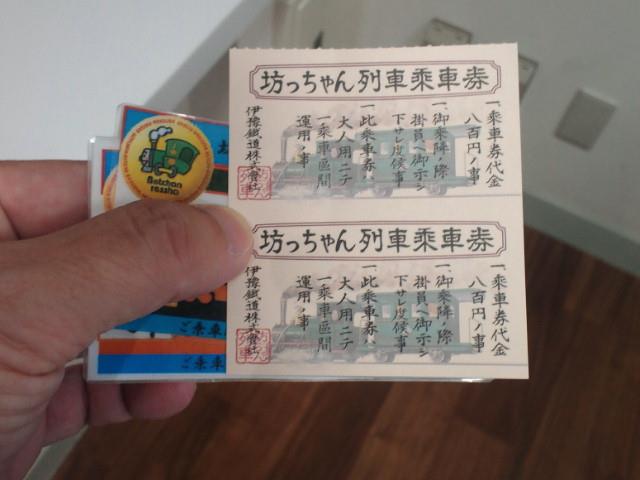 坊っちゃん列車乗車券
一、乗車券代金
八百円ノ事
一、御乗降ノ際
掛員ヘ御示シ
下サレ度候事
一此乗車券ハ
大人用ニテ
一乗車区間
運用ノ事
伊豫鐵道株式會社
坊っちゃん列車乗車券
一、乗車券代金
八百円ノ事
一、御乗降ノ際
掛員ヘ御示シ
下サレ度候事
一此乗車券ハ
大人用ニテ
一乗車区間
運用ノ事
伊豫鐵道株式會社
Botchan
ressha
ご乗車
ご乗車